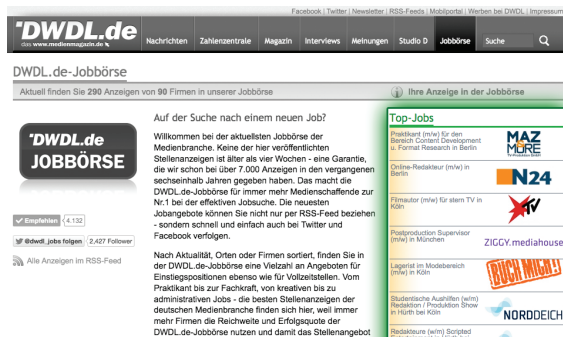 Facebook | Twitter | Newsletter | RSS-Feeds | Mobilportal | Werben bei DWDL | Impressum
DWDL.de
das www.medienmagazin.de
Nachrichten Zahlenzentrale Magazin Interviews Meinungen Studio D Jobbörse Suche
DWDL.de-Jobbörse
Aktuell finden Sie 290 Anzeigen von 90 Firmen in unserer Jobbörse
Ihre Anzeige in der Jobbörse
DWDL.de
JOBBÖRSE
Empfehlen 4.132
@dwdl_jobs folgen 2,427 Follower
Alle Anzeigen im RSS-Feed
Auf der Suche nach einem neuen Job?
Willkommen bei der aktuellsten Jobbörse der
Medienbranche. Keine der hier veröffentlichten
Stellenanzeigen ist älter als vier Wochen - eine Garantie,
die wir schon bei über 7.000 Anzeigen in den vergangenen
sechseinhalb Jahren gegeben haben. Das macht die
DWDL.de-Jobbörse für immer mehr Medienschaffende zur
Nr.1 bei der effektiven Jobsuche. Die neuesten
Jobangebote können Sie nicht nur per RSS-Feed beziehen
- sondern schnell und einfach auch bei Twitter und
Facebook verfolgen.
Nach Aktualität, Orten oder Firmen sortiert, finden Sie in
der DWDL.de-Jobbörse eine Vielzahl an Angeboten für
Einstiegspositionen ebenso wie für Vollzeitstellen. Vom
Praktikant bis zur Fachkraft, von kreativen bis zu
administrativen Jobs - die besten Stellenanzeigen der
deutschen Medienbranche finden sich hier, weil immer
mehr Firmen die Reichweite und Erfolgsquote der
DWDL.de-Jobbörse nutzen und damit das Stellenangebot
Top-Jobs
Praktikant (m/w) für den
Bereich Content Development
u. Format Research in Berlin
MAZ
MORE
TV-Produktion GmbH
Online-Redakteur (m/w) in
Berlin
N24
Filmautor (m/w) für stern TV in
Köln
TV
Postproduction Supervisor
(m/w) in München
ZIGGY.mediahouse
Lagerist im Modebereich
(m/w) in Köln
BUCH MICH!
Studentische Aushilfen (w/m)
Redaktion / Produktion Show
in Hürth bei Köln
NORDDEICH
Redakteure (w/m) Scripted